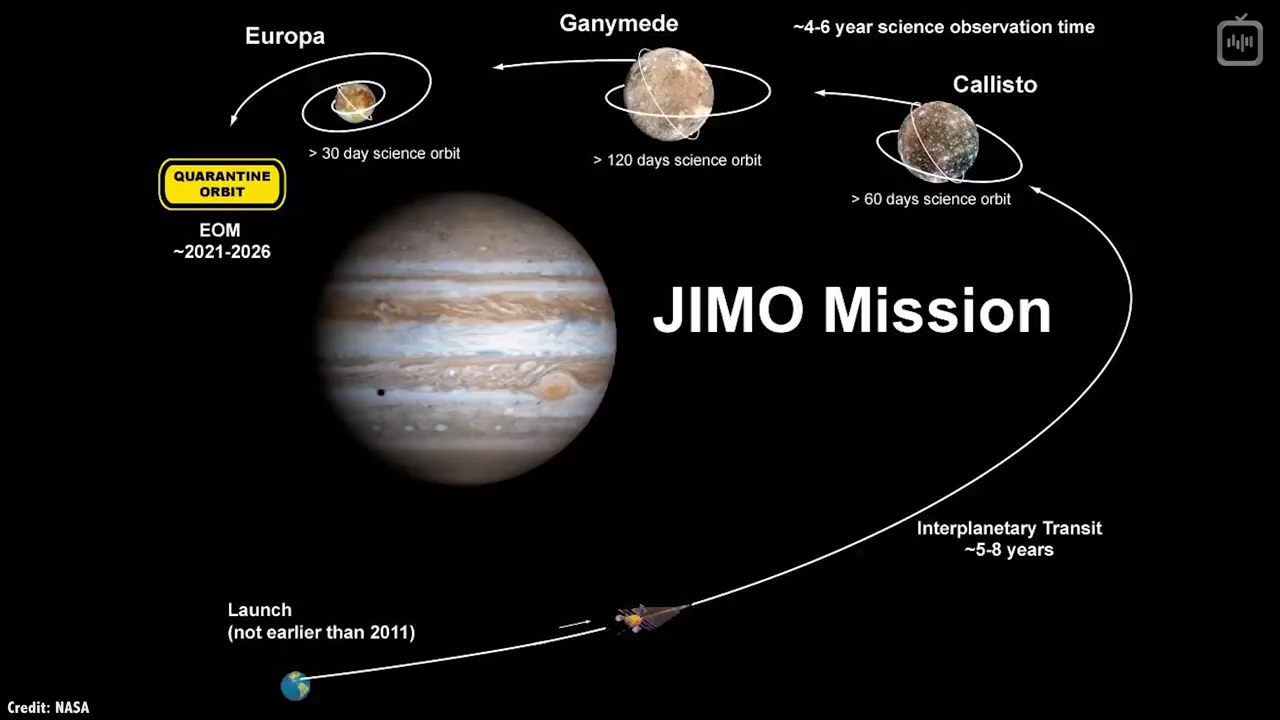 Europa
Ganymede
~4-6 year science observation time
Callisto
> 30 day science orbit
> 120 days science orbit
> 60 days science orbit
QUARANTINE
ORBIT
EOM
~2021-2026
JIMO Mission
Interplanetary Transit
~5-8 years
Launch
(not earlier than 2011)
Credit: NASA